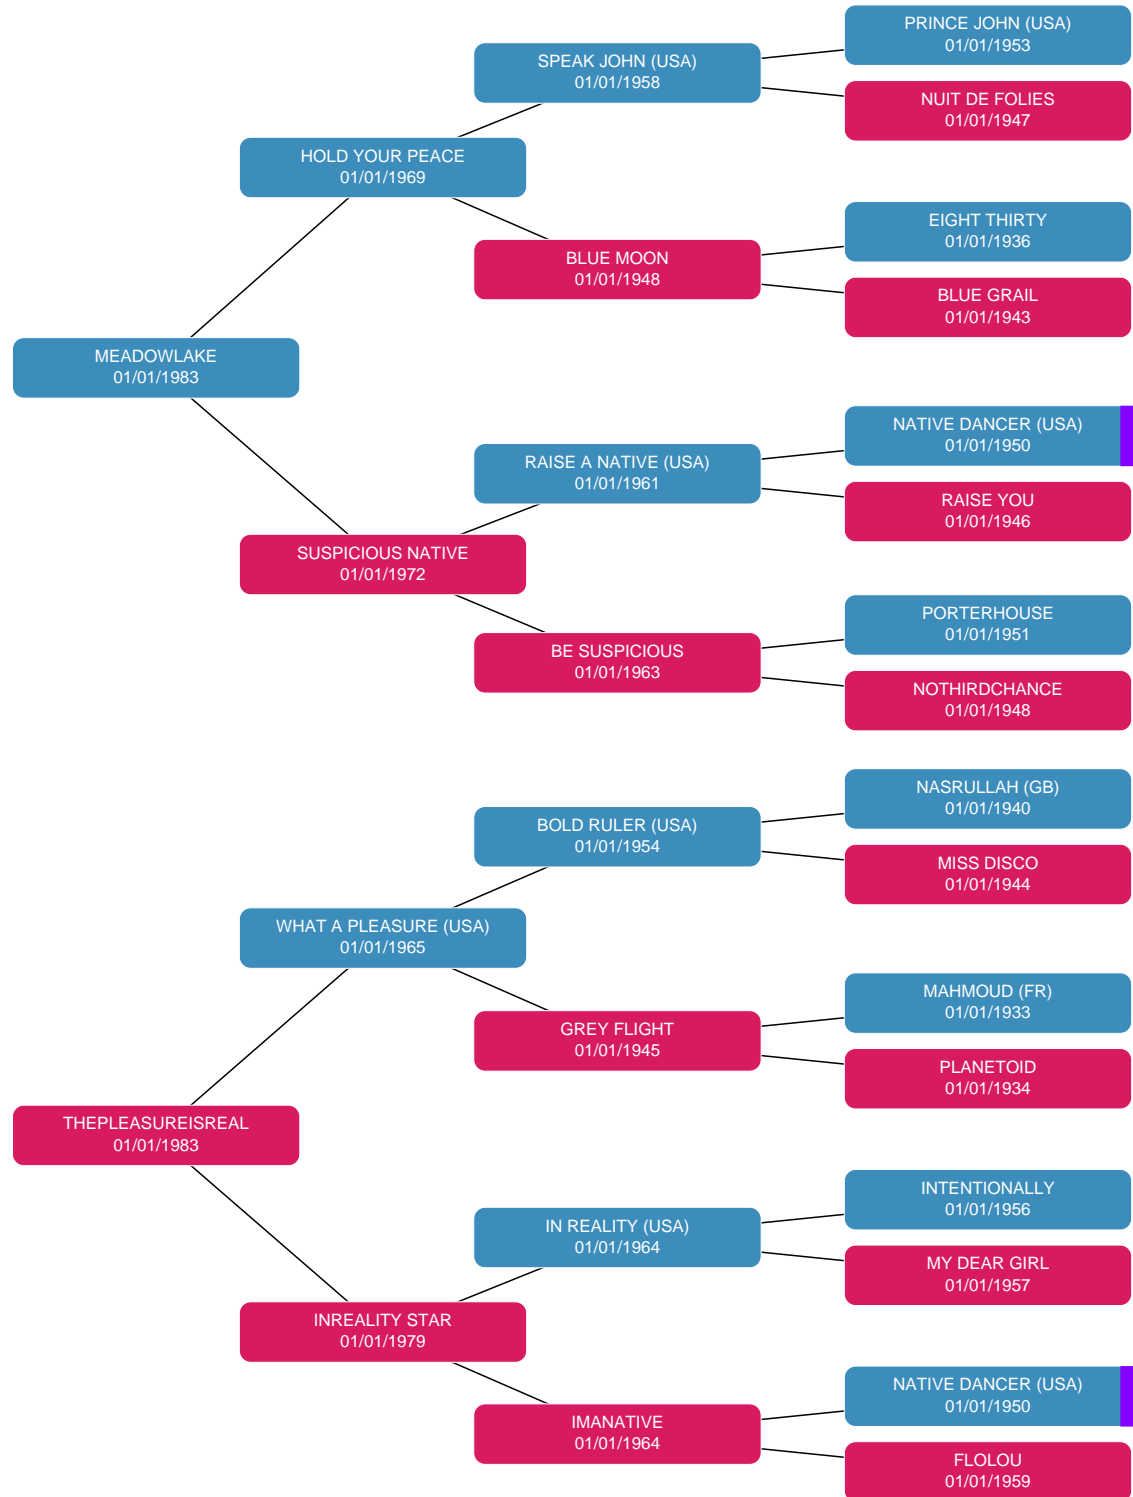 PRINCE JOHN (USA)
01/01/1953
SPEAK JOHN (USA)
01/01/1958
NUIT DE FOLIES
01/01/1947
HOLD YOUR PEACE
01/01/1969
EIGHT THIRTY
01/01/1936
BLUE MOON
01/01/1948
BLUE GRAIL
01/01/1943
MEADOWLAKE
01/01/1983
NATIVE DANCER (USA)
01/01/1950
RAISE A NATIVE (USA)
01/01/1961
RAISE YOU
01/01/1946
SUSPICIOUS NATIVE
01/01/1972
PORTERHOUSE
01/01/1951
BE SUSPICIOUS
01/01/1963
NOTHIRDCHANCE
01/01/1948
NASRULLAH (GB)
01/01/1940
BOLD RULER (USA)
01/01/1954
MISS DISCO
01/01/1944
WHAT A PLEASURE (USA)
01/01/1965
MAHMOUD (FR)
01/01/1933
GREY FLIGHT
01/01/1945
PLANETOID
01/01/1934
THEPLEASUREISREAL
01/01/1983
INTENTIONALLY
01/01/1956
IN REALITY (USA)
01/01/1964
MY DEAR GIRL
01/01/1957
INREALITY STAR
01/01/1979
NATIVE DANCER (USA)
01/01/1950
IMANATIVE
01/01/1964
FLOLOU
01/01/1959